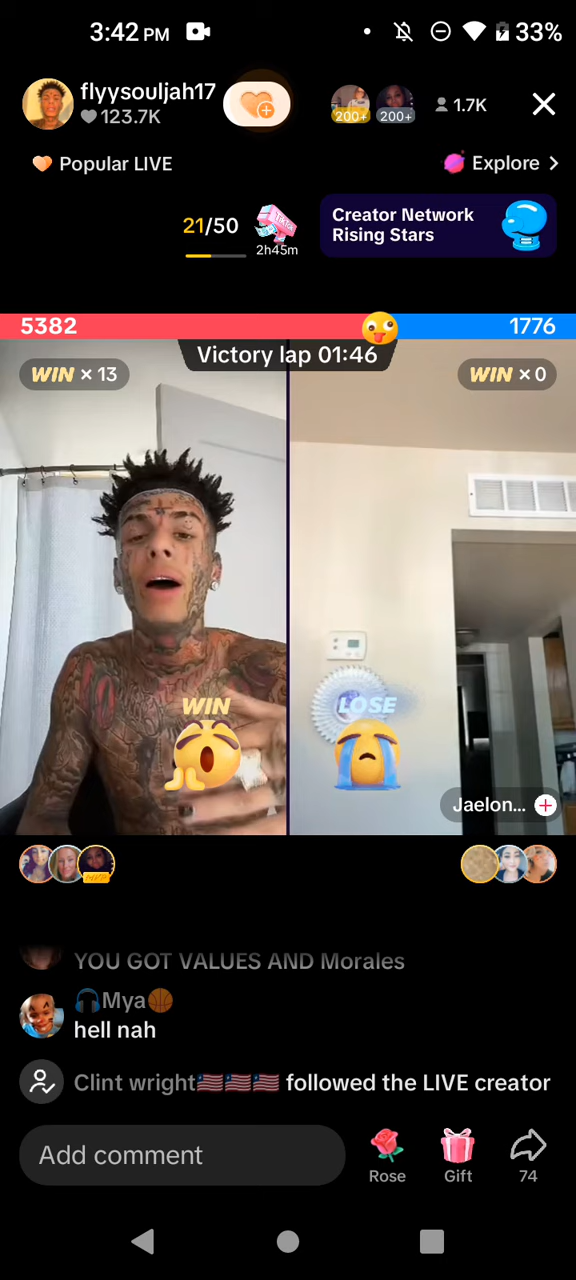 3:42 PM
33%
flyysouljah17
123.7K
200+
200+
1.7K
Popular LIVE
Explore >
21/50
TikTok
2h45m
Creator Network
Rising Stars
5382
1776
Victory lap 01:46
WIN × 13
WIN × 0
WIN
LOSE
Jaelon...
MVP
YOU GOT VALUES AND Morales
🎧Mya🏀
hell nah
Clint wright🇱🇷🇱🇷🇱🇷 followed the LIVE creator
Add comment
Rose
Gift
74